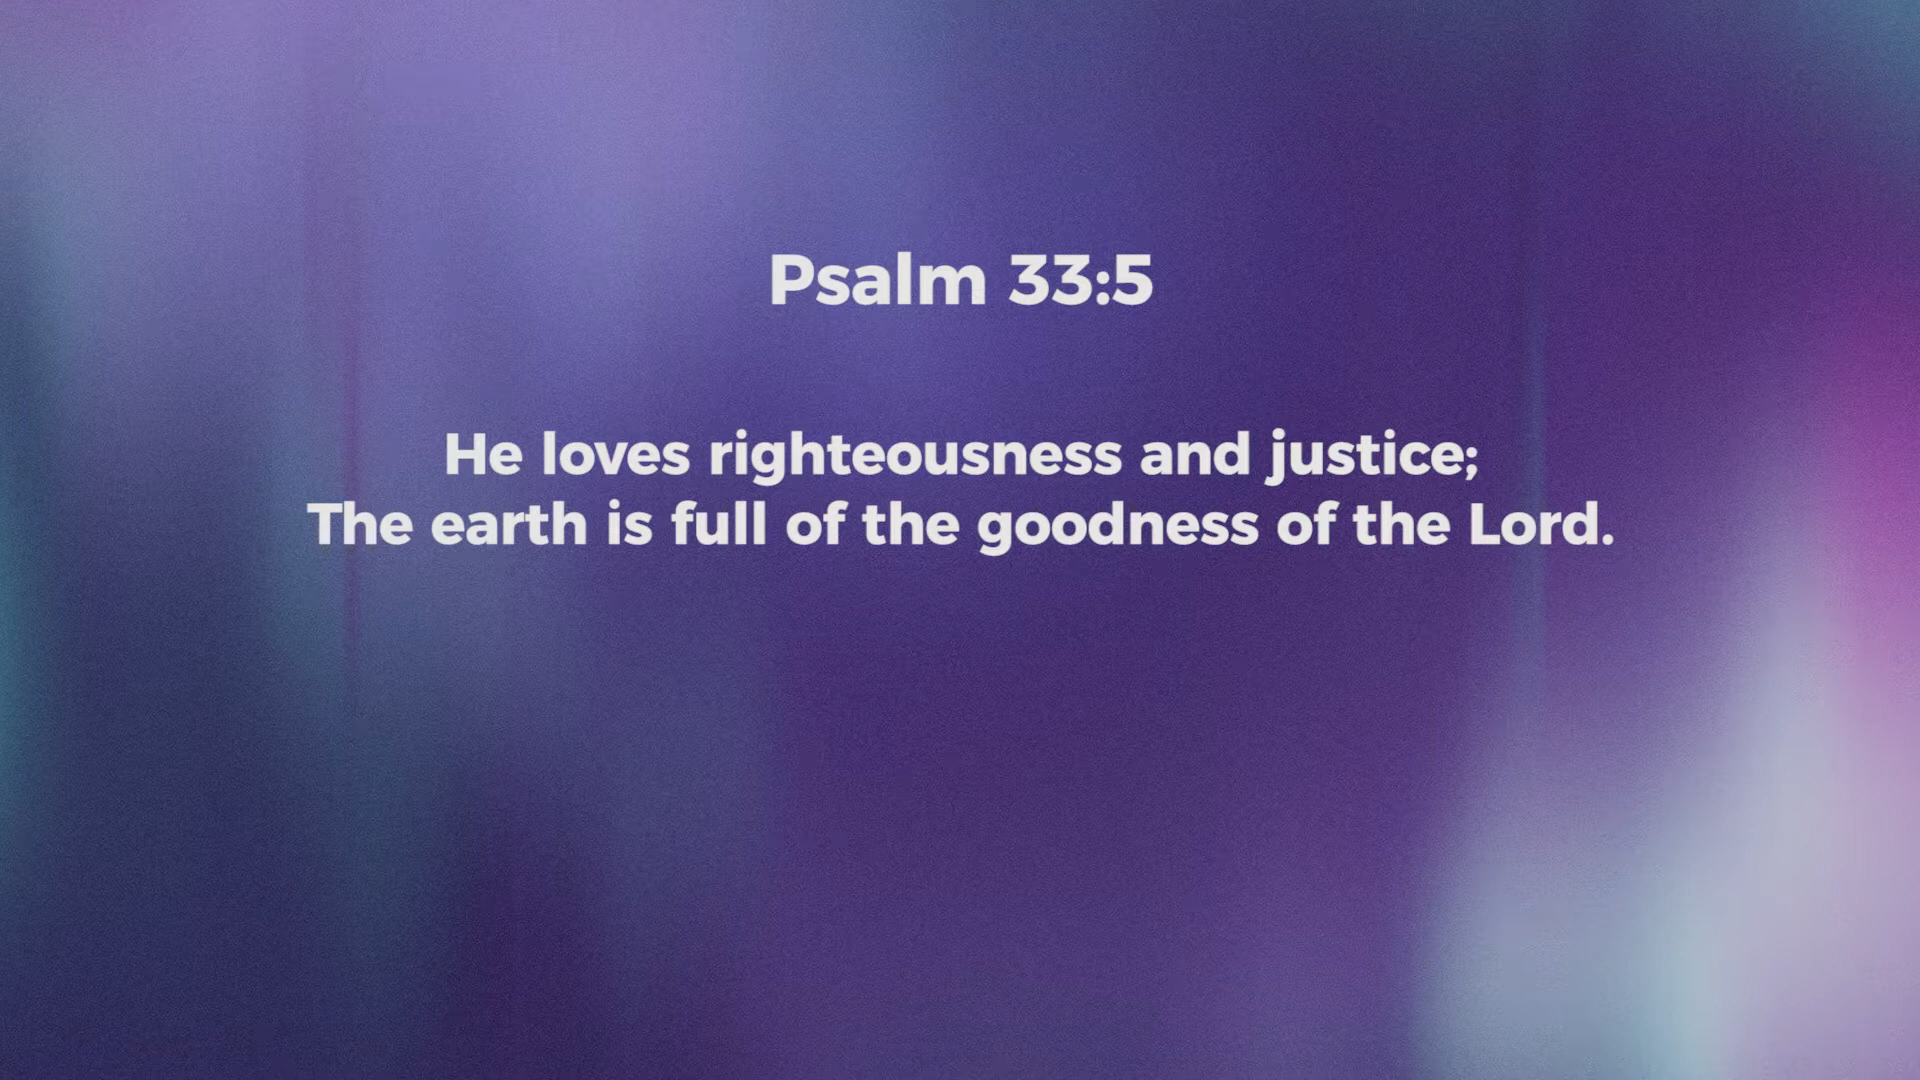 Psalm 33:5
He loves righteousness and justice;
The earth is full of the goodness of the Lord.